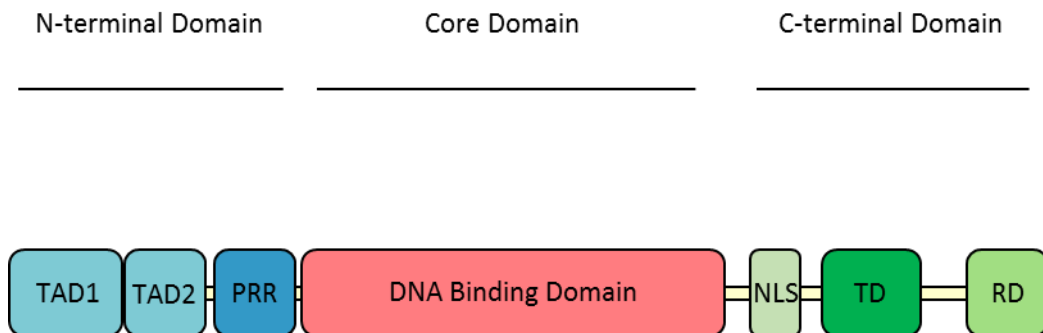 N-terminal Domain
Core Domain
C-terminal Domain
TAD1
TAD2
PRR
DNA Binding Domain
NLS
TD
RD